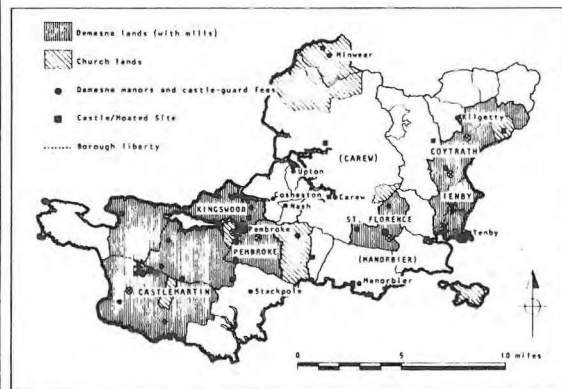 Demesne lands (with mills)
Church lands
Demesne manors and castle-guard fees
Castle/Moated Site
Borough liberty
Minwear
Kilgetty
COYTRATH
(CAREW)
Upton
Cosheston
Carew
Nash
KINGSWOOD
TENBY
ST. FLORENCE
Tenby
Pembroke
PEMBROKE
(MANORBIER)
Manorbier
CASTLEMARTIN
Stackpole
0 5 10 miles